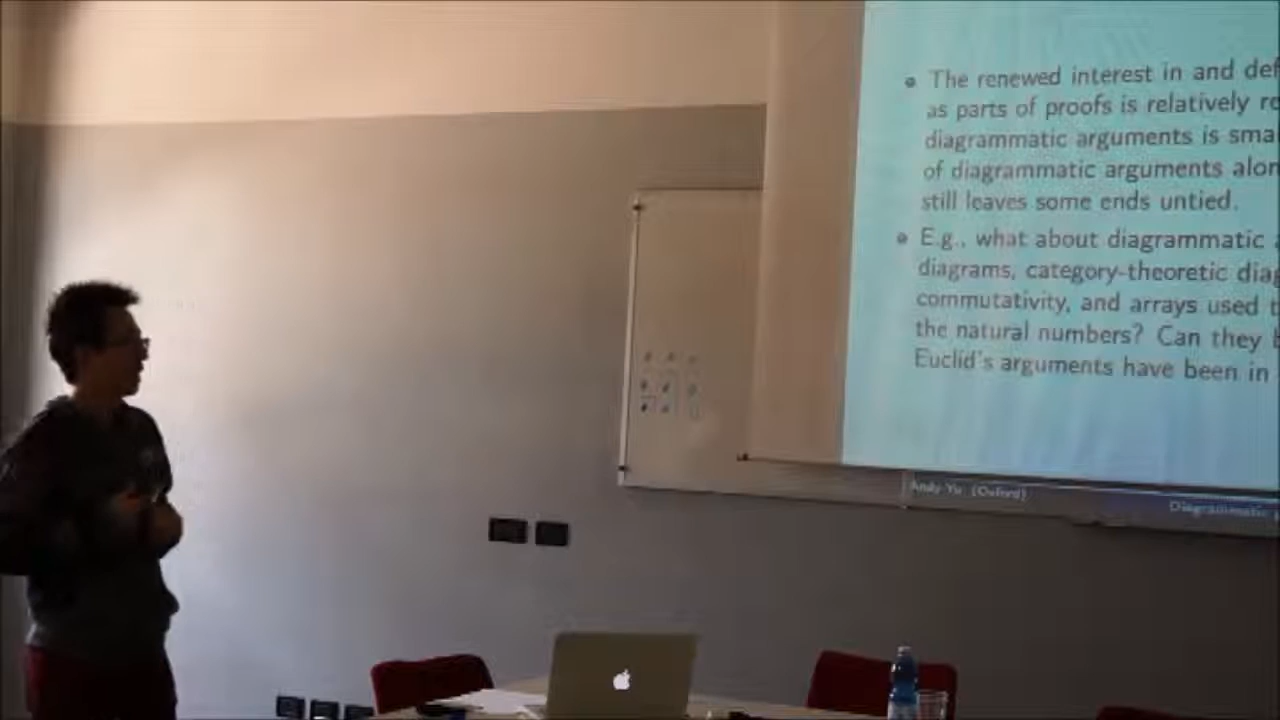 The renewed interest in and def
as parts of proofs is relatively re
diagrammatic arguments is sma
of diagrammatic arguments alon
still leaves some ends untied.
E.g., what about diagrammatic a
diagrams, category-theoretic diag
commutativity, and arrays used t
the natural numbers? Can they b
Euclid's arguments have been in
Andy Yu (Oxford)
Diagrammatic